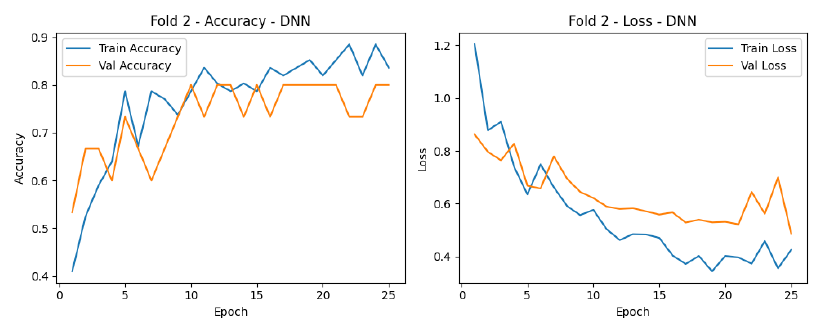 Fold 2 - Accuracy - DNN
Train Accuracy
Val Accuracy
0.9
0.8
0.7
0.6
0.5
0.4
Accuracy
0
5
10
15
20
25
Epoch
Fold 2 - Loss - DNN
Train Loss
Val Loss
1.2
1.0
0.8
0.6
0.4
Loss
0
5
10
15
20
25
Epoch